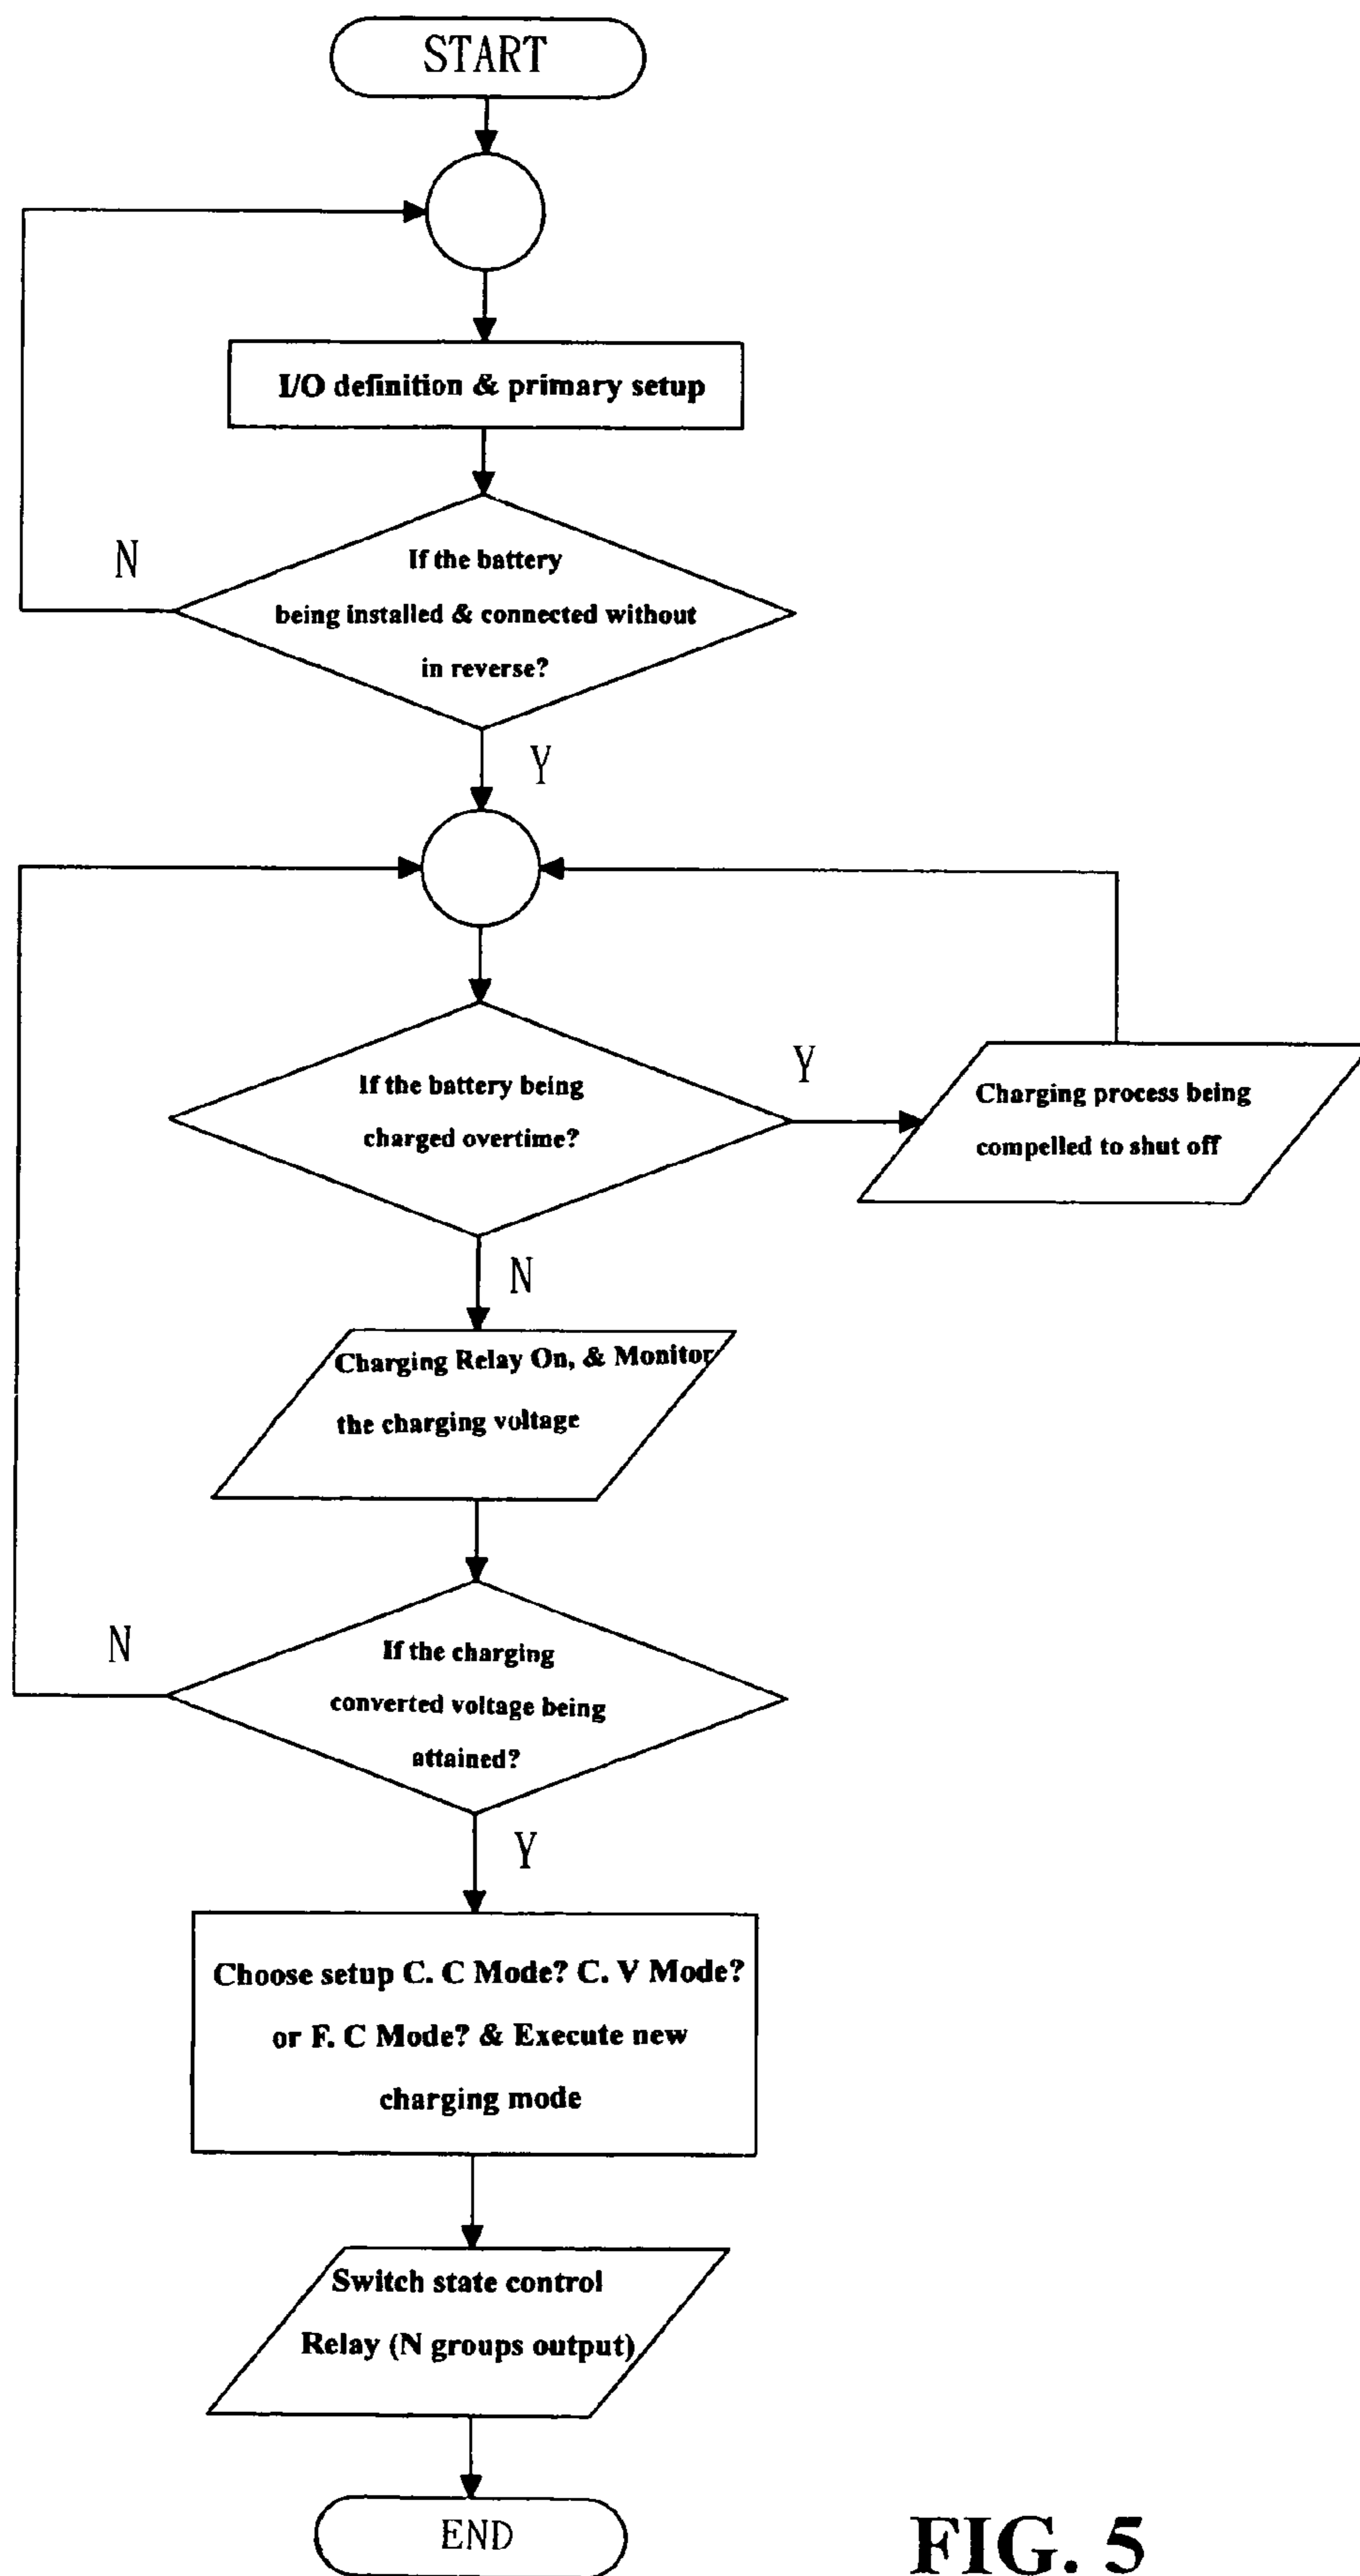 START
I/O definition & primary setup
If the battery
being installed & connected without
in reverse?
N
Y
If the battery being
charged overtime?
Y
Charging process being
compelled to shut off
N
Charging Relay On, & Monitor
the charging voltage
If the charging
converted voltage being
attained?
N
Y
Choose setup C. C Mode? C. V Mode?
or F. C Mode? & Execute new
charging mode
Switch state control
Relay (N groups output)
END
FIG. 5